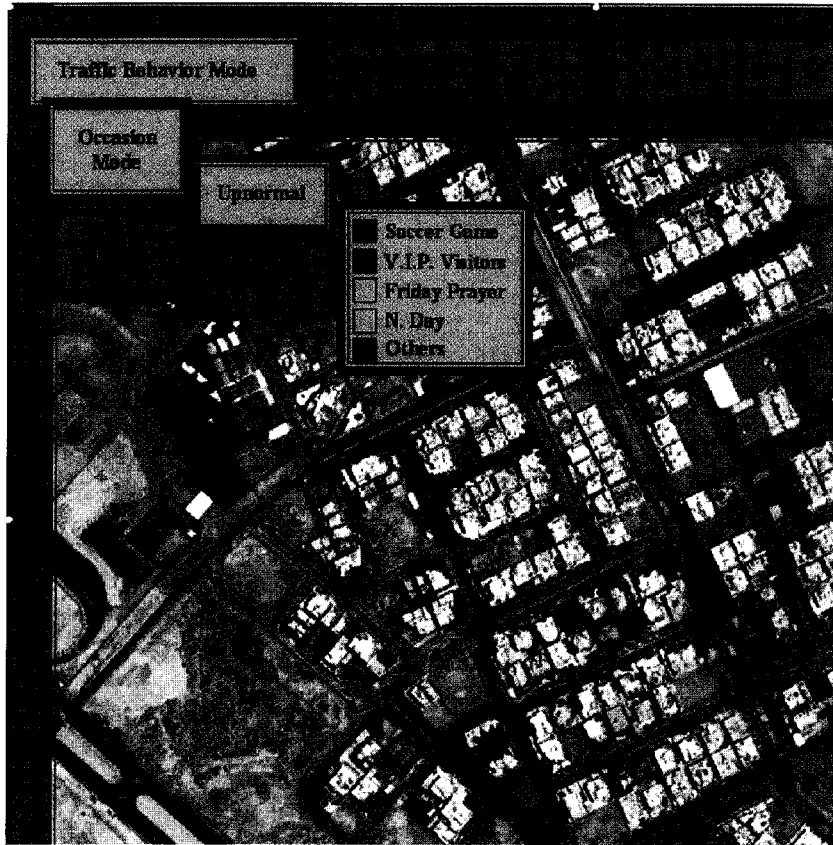 Traffic Behavior Mode
Occasion
Mode
Upnormal
Soccer Game
V.I.P. Visitors
Friday Prayer
N. Day
Others